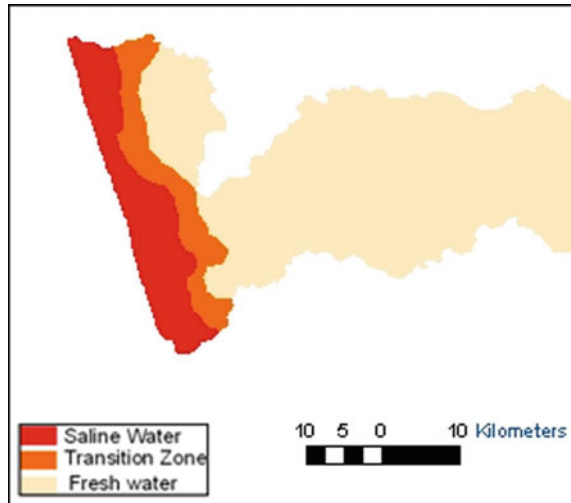 Saline Water
Transition Zone
Fresh water
10 5 0 10 Kilometers